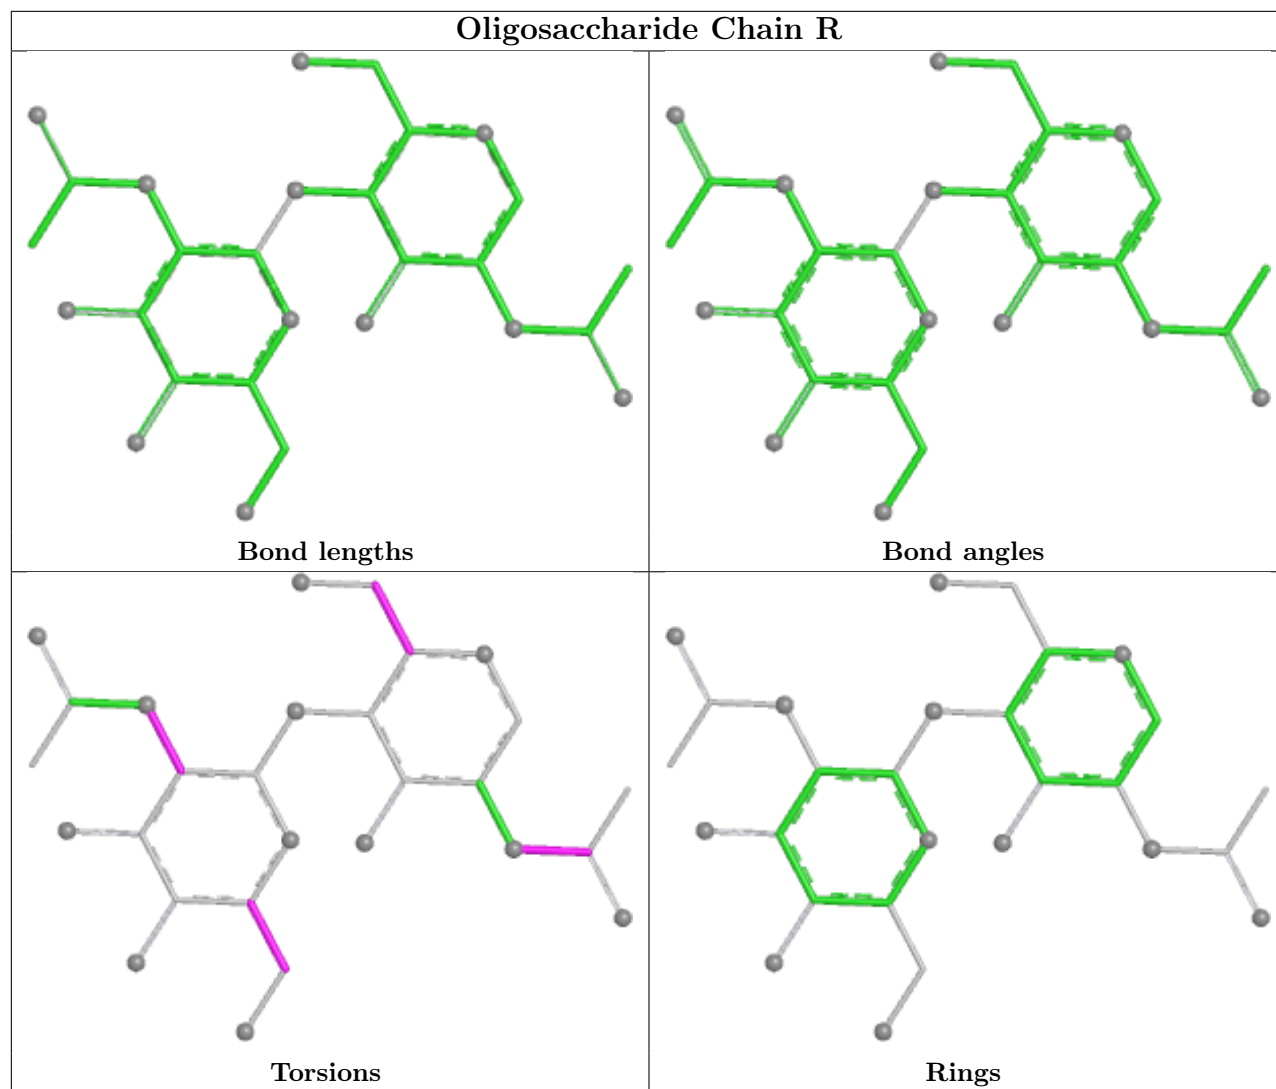 Oligosaccharide Chain R
Bond lengths
Bond angles
Torsions
Rings